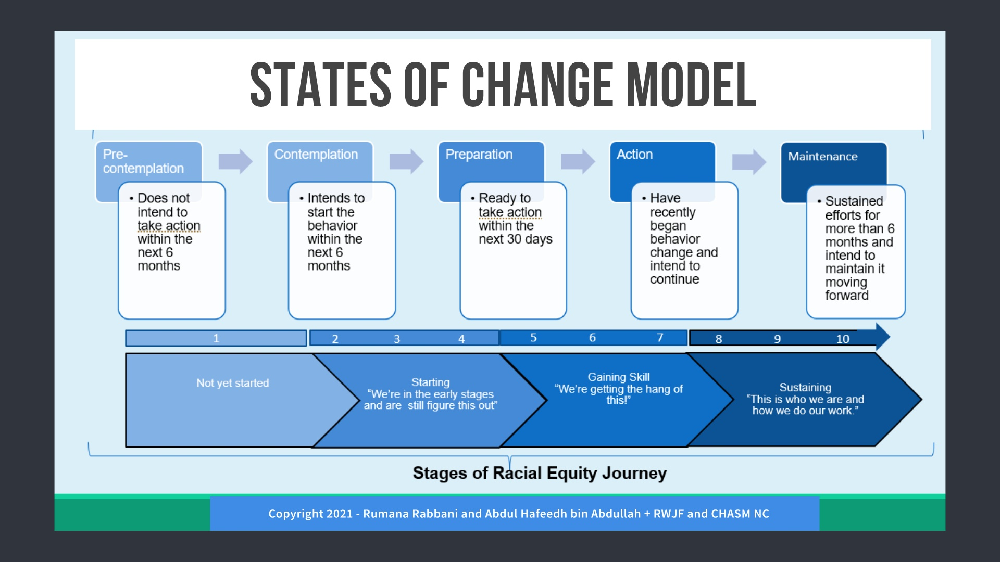 STATES OF CHANGE MODEL
Pre-
contemplation
• Does not
intend to
take action
within the
next 6
months
Contemplation
• Intends to
start the
behavior
within the
next 6
months
Preparation
• Ready to
take action
within the
next 30 days
Action
• Have
recently
began
behavior
change and
intend to
continue
Maintenance
• Sustained
efforts for
more than 6
months and
intend to
maintain it
moving
forward
1 2 3 4 5 6 7 8 9 10
Not yet started
Starting
“We’re in the early stages
and are  still figure this out”
Gaining Skill
“We’re getting the hang of
this!”
Sustaining
“This is who we are and
how we do our work.”
Stages of Racial Equity Journey
Copyright 2021 - Rumana Rabbani and Abdul Hafeedh bin Abdullah + RWJF and CHASM NC